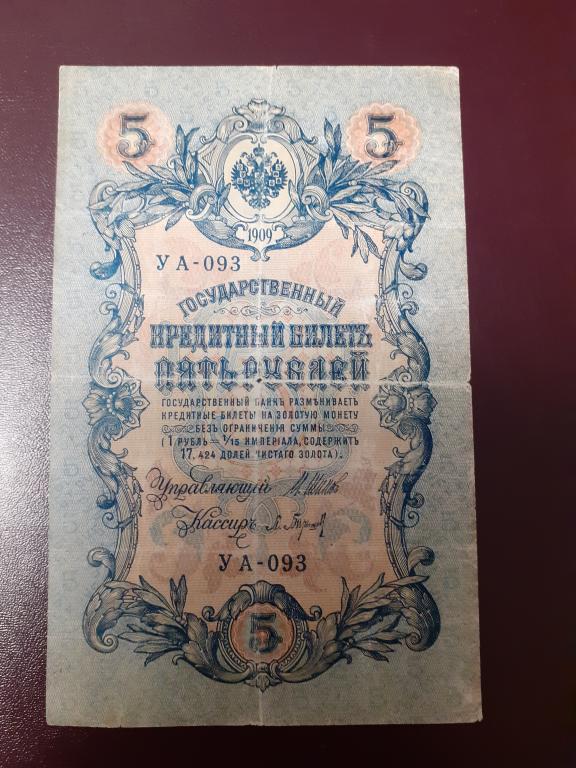 5 5
1909
УА-093
ГОСУДАРСТВЕННЫЙ
КРЕДИТНЫЙ БИЛЕТЪ
ПЯТЬ РУБЛЕЙ
ГОСУДАРСТВЕННЫЙ БАНКЪ РАЗМѢНИВАЕТЪ
КРЕДИТНЫЕ БИЛЕТЫ НА ЗОЛОТУЮ МОНЕТУ
БЕЗЪ ОГРАНИЧЕНІЯ СУММЫ
(1 РУБЛЬ = 1/15 ИМПЕРІАЛА, СОДЕРЖИТЪ
17,424 ДОЛЕЙ ЧИСТАГО ЗОЛОТА).
Управляющій И. Шипов
Кассиръ
УА-093
5